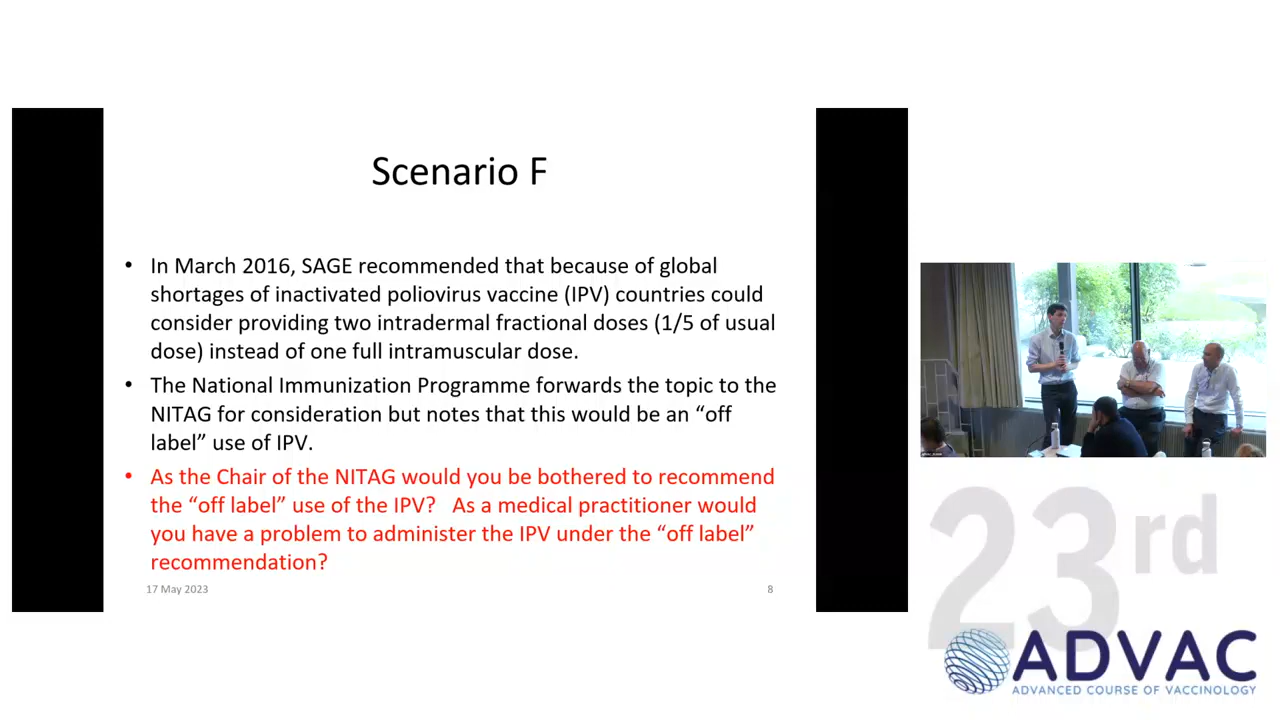 Scenario F
• In March 2016, SAGE recommended that because of global
shortages of inactivated poliovirus vaccine (IPV) countries could
consider providing two intradermal fractional doses (1/5 of usual
dose) instead of one full intramuscular dose.
• The National Immunization Programme forwards the topic to the
NITAG for consideration but notes that this would be an “off
label” use of IPV.
• As the Chair of the NITAG would you be bothered to recommend
the “off label” use of the IPV?   As a medical practitioner would
you have a problem to administer the IPV under the “off label”
recommendation?
17 May 2023
8
23rd
ADVAC
ADVANCED COURSE OF VACCINOLOGY